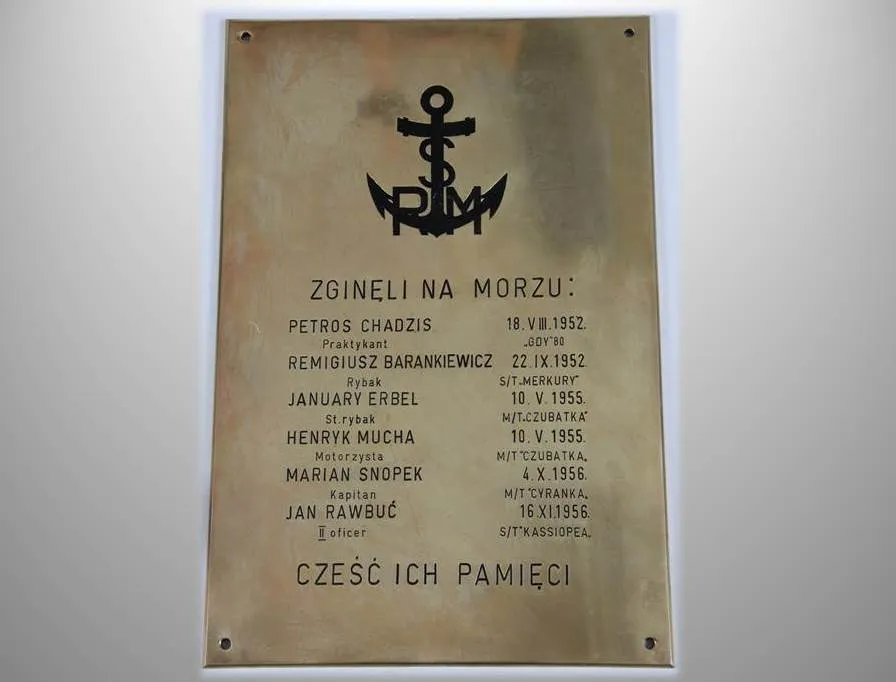 S
RM
ZGINĘLI NA MORZU:
PETROS CHADZIS 18.VIII.1952.
Praktykant „GDY"80
REMIGIUSZ BARANKIEWICZ 22.IX.1952.
Rybak S/T„MERKURY"
JANUARY ERBEL 10.V.1955.
St.rybak M/T„CZUBATKA"
HENRYK MUCHA 10.V.1955.
Motorzysta M/T"CZUBATKA„
MARIAN SNOPEK 4.X.1956.
Kapitan M/T"CYRANKA„
JAN RAWBUĆ 16.XI.1956.
II oficer S/T"KASSIOPEA„
CZEŚĆ ICH PAMIĘCI